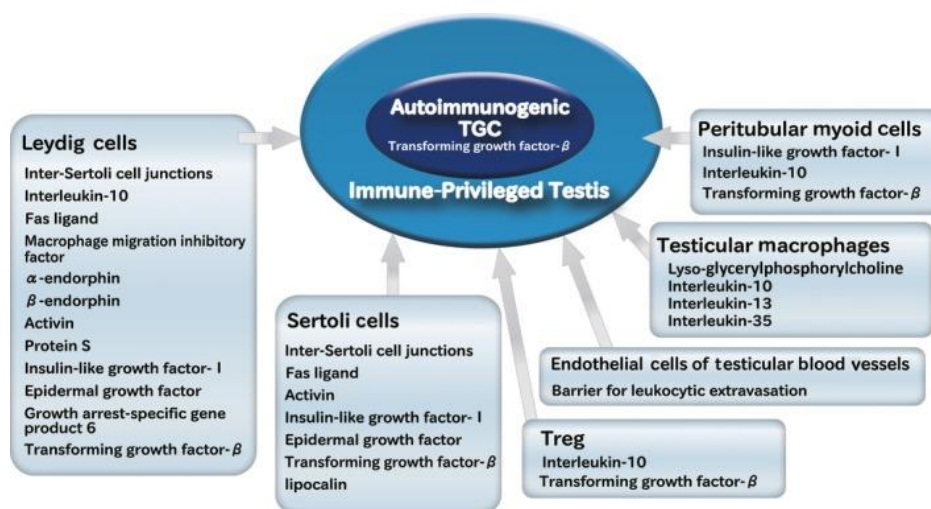 Autoimmunogenic
TGC
Transforming growth factor-β
Immune-Privileged Testis
Leydig cells
Inter-Sertoli cell junctions
Interleukin-10
Fas ligand
Macrophage migration inhibitory
factor
α-endorphin
β-endorphin
Activin
Protein S
Insulin-like growth factor-I
Epidermal growth factor
Growth arrest-specific gene
product 6
Transforming growth factor-β
Sertoli cells
Inter-Sertoli cell junctions
Fas ligand
Activin
Insulin-like growth factor-I
Epidermal growth factor
Transforming growth factor-β
lipocalin
Treg
Interleukin-10
Transforming growth factor-β
Endothelial cells of testicular blood vessels
Barrier for leukocytic extravasation
Testicular macrophages
Lyso-glycerylphosphorylcholine
Interleukin-10
Interleukin-13
Interleukin-35
Peritubular myoid cells
Insulin-like growth factor-I
Interleukin-10
Transforming growth factor-β